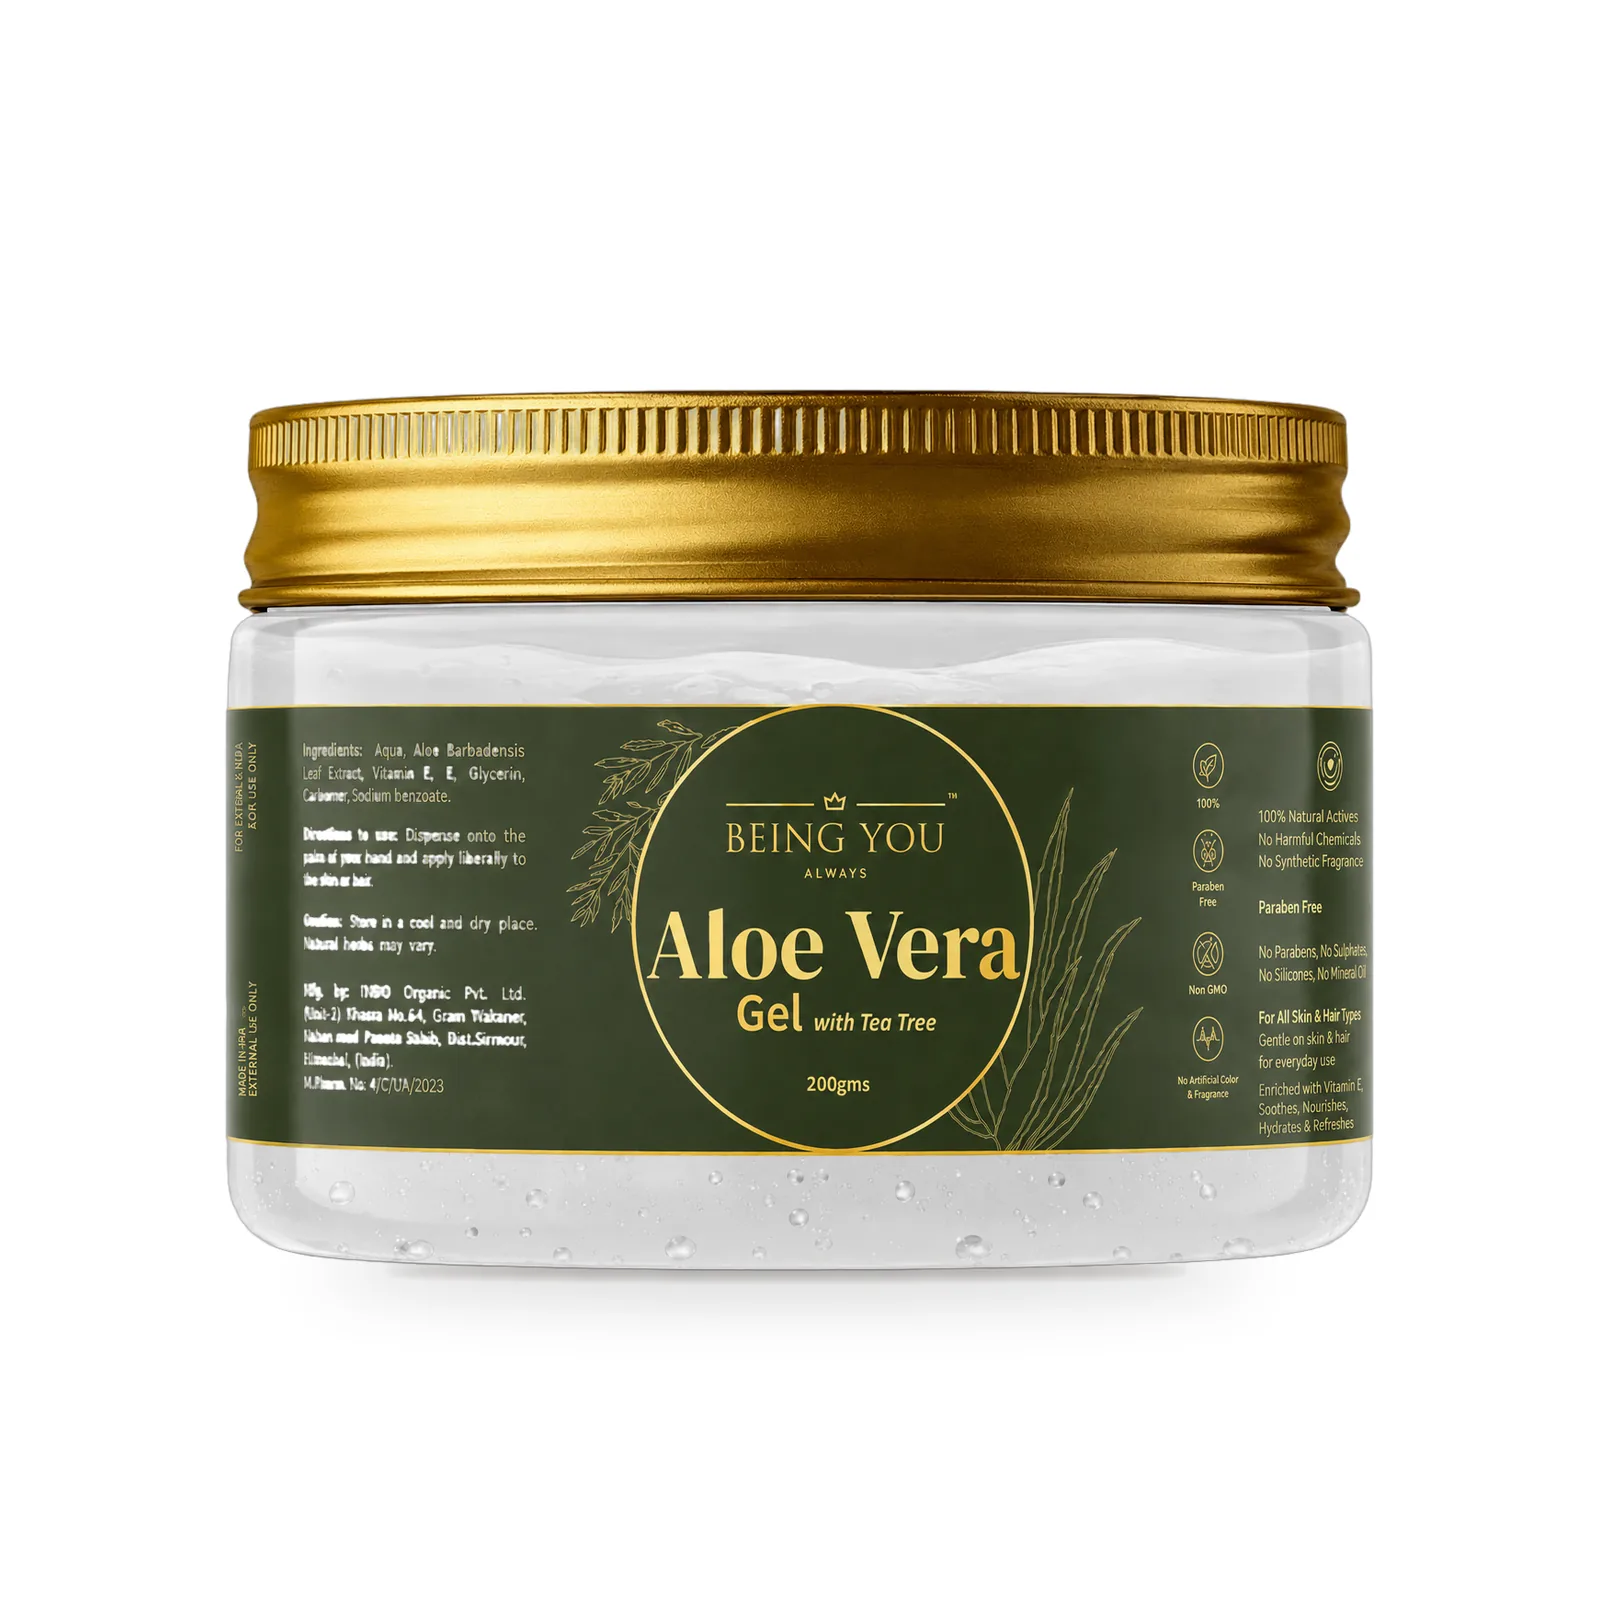 FOR EXTERAL & NUBA
FOR USE ONLY
MADE IN
EXTERNAL USE ONLY
Ingredients: Aqua, Aloe Barbadensis
Leaf Extract, Vitamin E, E, Glycerin,
Carbomer, Sodium benzoate.
Directions to use: Dispense onto the
palm of your hand and apply liberally to
the skin or hair.
Caution: Store in a cool and dry place.
Natural herbs may vary.
Mfg. by: Organic Pvt. Ltd.
(Unit-2) Khasra No.64, Gram
Nahan Paonta Sahib, Dist.Sirmour,
Himachal, (India).
No: 4/C/UA/2023
™
BEING YOU
ALWAYS
Aloe Vera
Gel with Tea Tree
200gms
100%
Paraben
Free
Non GMO
No Artificial Color
& Fragrance
100% Natural Actives
No Harmful Chemicals
No Synthetic Fragrance
Paraben Free
No Parabens, No Sulphates,
No Silicones, No Mineral Oil
For All Skin & Hair Types
Gentle on skin & hair
for everyday use
Enriched with Vitamin E,
Soothes, Nourishes,
Hydrates & Refreshes